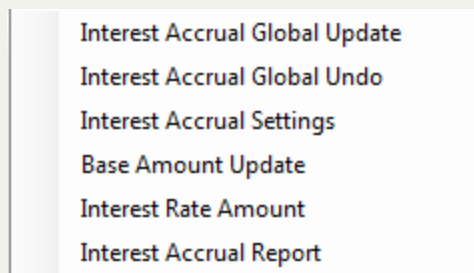 Interest Accrual Global Update
Interest Accrual Global Undo
Interest Accrual Settings
Base Amount Update
Interest Rate Amount
Interest Accrual Report